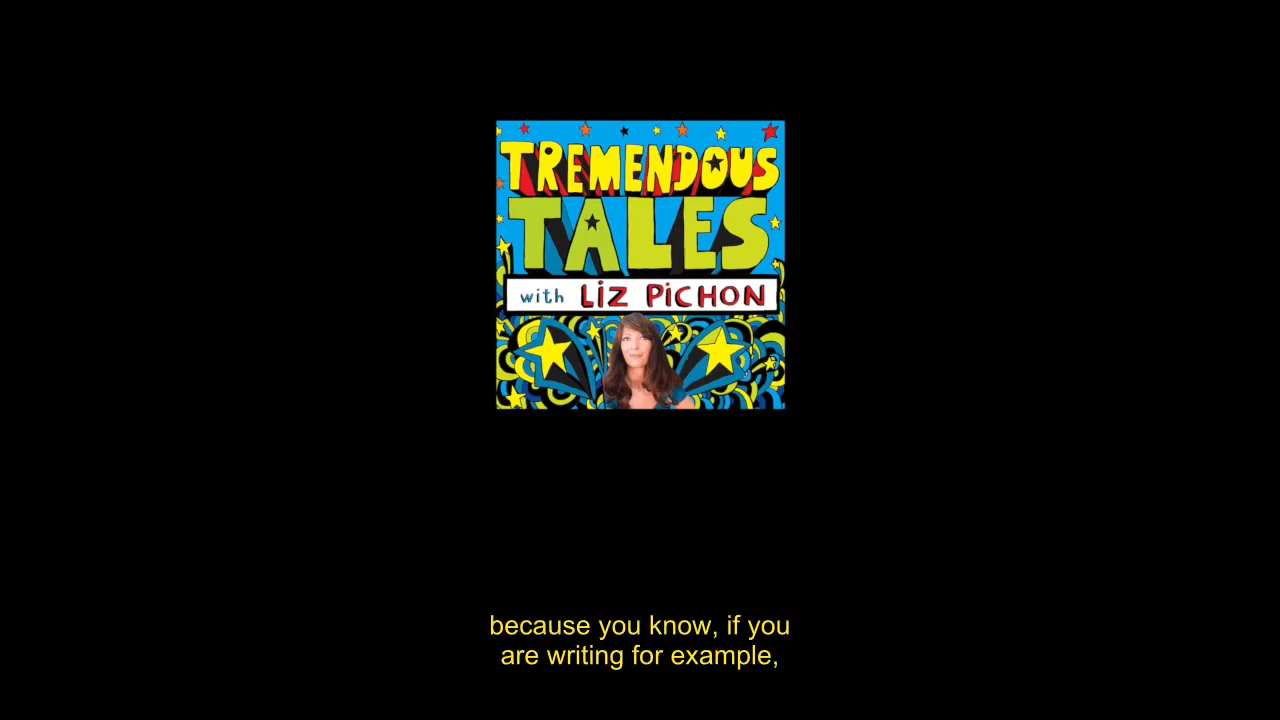 TREMENDOUS
TALES
with LiZ PiCHON
because you know, if you
are writing for example,